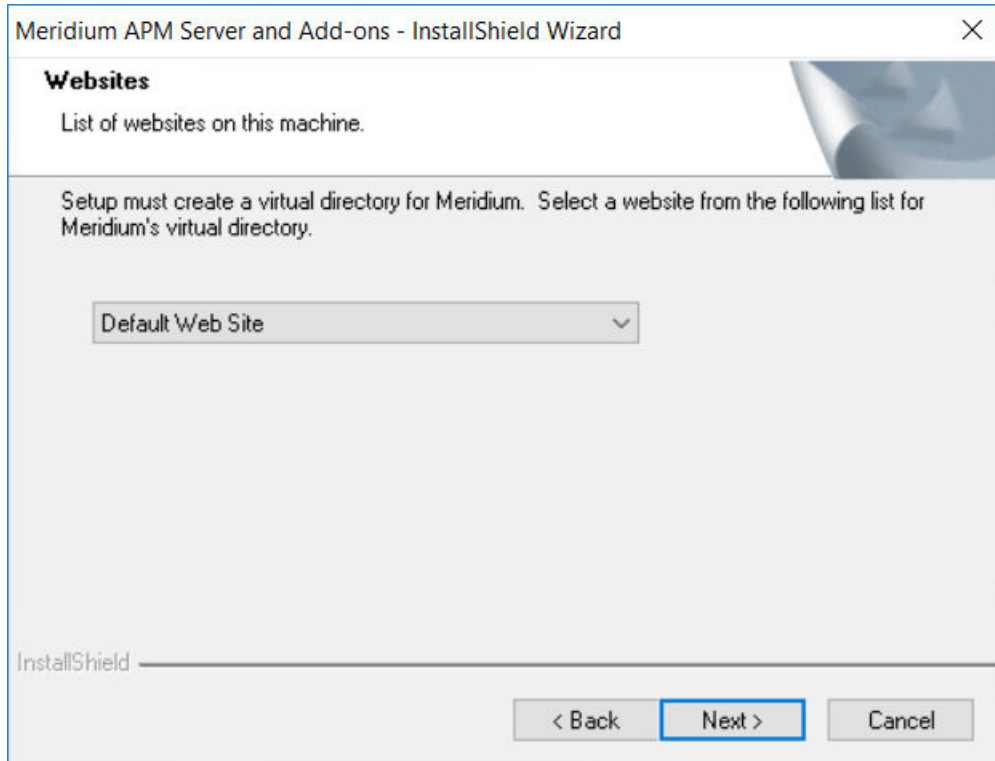 Meridium APM Server and Add-ons - InstallShield Wizard
Websites
List of websites on this machine.
Setup must create a virtual directory for Meridium.  Select a website from the following list for
Meridium's virtual directory.
Default Web Site
InstallShield
< Back
Next >
Cancel